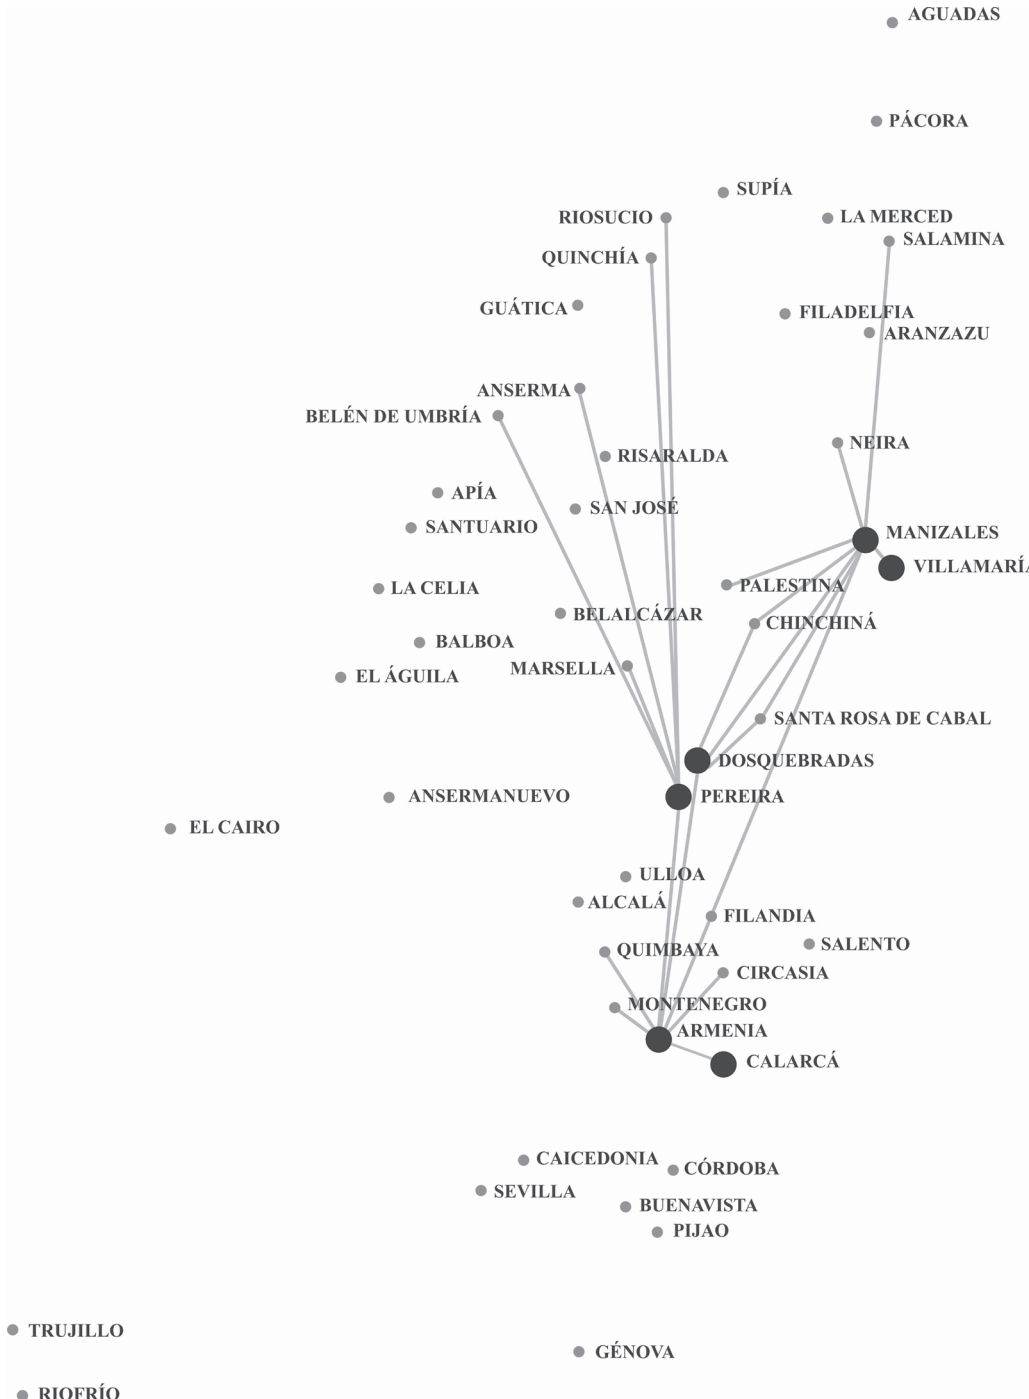 AGUADAS
PÁCORA
SUPÍA
RIOSUCIO
LA MERCED
SALAMINA
QUINCHÍA
GUÁTICA
FILADELFIA
ARANZAZU
ANSERMA
BELÉN DE UMBRÍA
NEIRA
RISARALDA
APÍA
SAN JOSÉ
SANTUARIO
MANIZALES
VILLAMARÍA
PALESTINA
LA CELIA
BELALCÁZAR
CHINCHINÁ
BALBOA
MARSELLA
EL ÁGUILA
SANTA ROSA DE CABAL
DOSQUEBRADAS
ANSERMANUEVO
PEREIRA
EL CAIRO
ULLOA
ALCALÁ
FILANDIA
SALENTO
QUIMBAYA
CIRCASIA
MONTENEGRO
ARMENIA
CALARCÁ
CAICEDONIA
CÓRDOBA
SEVILLA
BUENAVISTA
PIJAO
TRUJILLO
GÉNOVA
RIOFRÍO